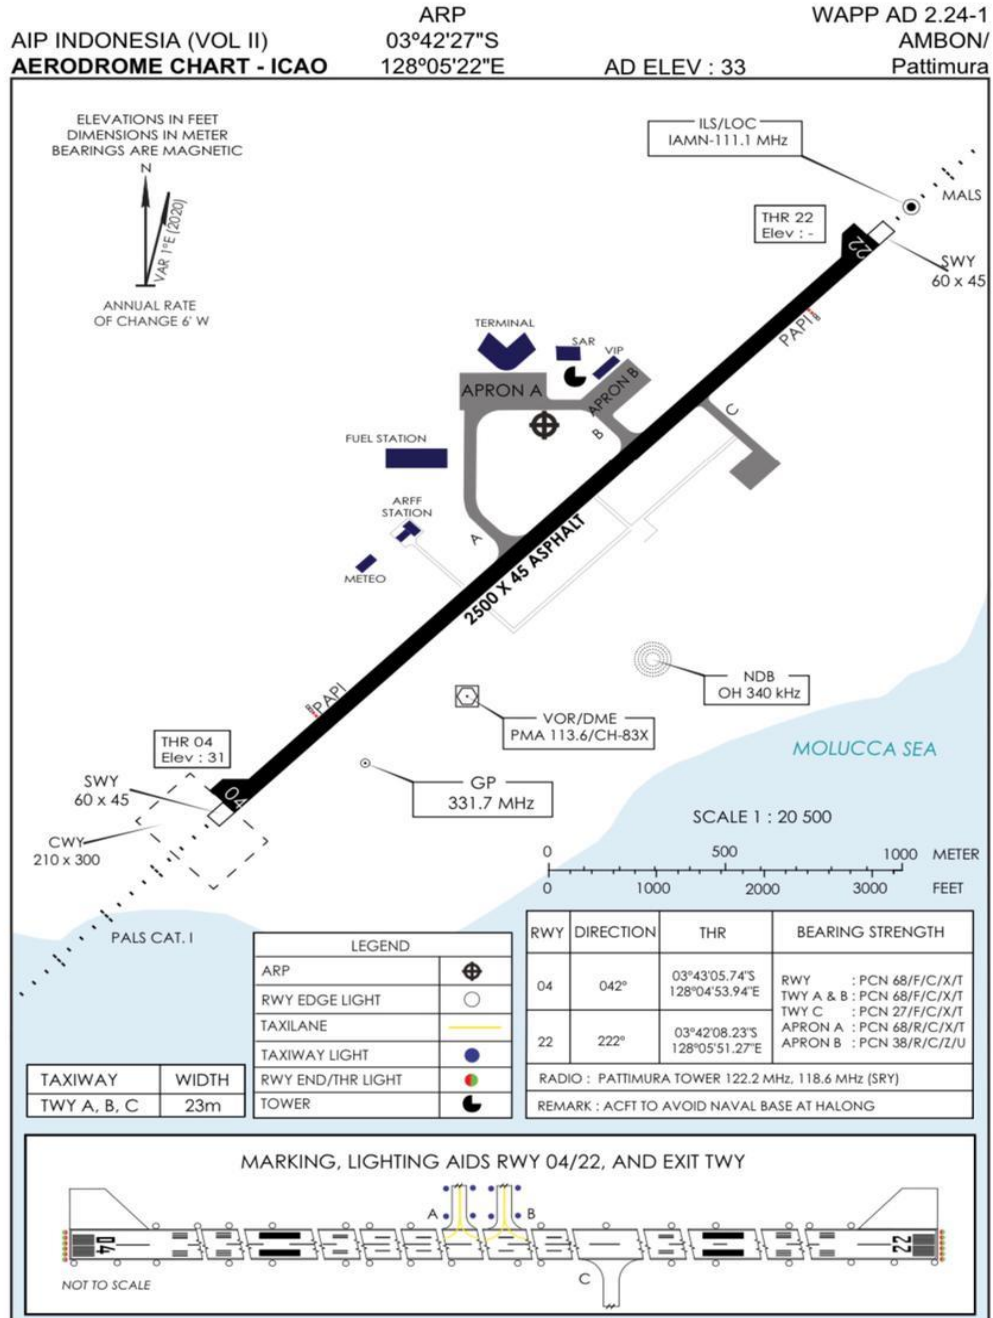 ARP
WAPP AD 2.24-1
AIP INDONESIA (VOL II)
03º42'27"S
AMBON/
AERODROME CHART - ICAO
128º05'22"E
AD ELEV : 33
Pattimura
ELEVATIONS IN FEET
DIMENSIONS IN METER
BEARINGS ARE MAGNETIC
N
VAR 1°E (2020)
ANNUAL RATE
OF CHANGE 6' W
ILS/LOC
IAMN-111.1 MHz
MALS
THR 22
Elev : -
22
SWY
60 x 45
PAPI
TERMINAL
SAR
VIP
APRON A
APRON B
B
C
FUEL STATION
ARFF
STATION
A
METEO
2500 X 45 ASPHALT
NDB
OH 340 kHz
PAPI
VOR/DME
PMA 113.6/CH-83X
THR 04
Elev : 31
MOLUCCA SEA
GP
331.7 MHz
SWY
60 x 45
04
CWY
210 x 300
PALS CAT. I
SCALE 1 : 20 500
0 500 1000 METER
0 1000 2000 3000 FEET
LEGEND
ARP
RWY EDGE LIGHT
TAXILANE
TAXIWAY LIGHT
RWY END/THR LIGHT
TOWER
TAXIWAY WIDTH
TWY A, B, C 23m
RWY DIRECTION THR BEARING STRENGTH
04 042° 03°43'05.74"S
128°04'53.94"E
22 222° 03°42'08.23"S
128°05'51.27"E
RWY : PCN 68/F/C/X/T
TWY A & B : PCN 68/F/C/X/T
TWY C : PCN 27/F/C/X/T
APRON A : PCN 68/R/C/X/T
APRON B : PCN 38/R/C/Z/U
RADIO : PATTIMURA TOWER 122.2 MHz, 118.6 MHz (SRY)
REMARK : ACFT TO AVOID NAVAL BASE AT HALONG
MARKING, LIGHTING AIDS RWY 04/22, AND EXIT TWY
A
B
04
22
C
NOT TO SCALE